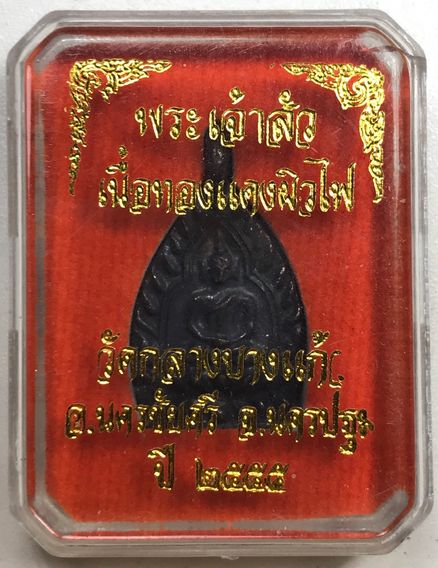 พระเจ้าสัว
เนื้อทองแดงผิวไฟ
วัดกลางบางแก้ว
อ.นครชัยศรี จ.นครปฐม
ปี ๒๕๕๕